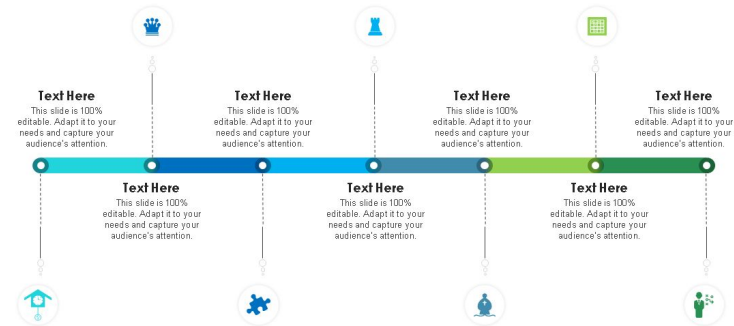 Text Here
This slide is 100%
editable. Adapt it to your
needs and capture your
audience's attention.
Text Here
This slide is 100%
editable. Adapt it to your
needs and capture your
audience's attention.
Text Here
This slide is 100%
editable. Adapt it to your
needs and capture your
audience's attention.
Text Here
This slide is 100%
editable. Adapt it to your
needs and capture your
audience's attention.
Text Here
This slide is 100%
editable. Adapt it to your
needs and capture your
audience's attention.
Text Here
This slide is 100%
editable. Adapt it to your
needs and capture your
audience's attention.
Text Here
This slide is 100%
editable. Adapt it to your
needs and capture your
audience's attention.